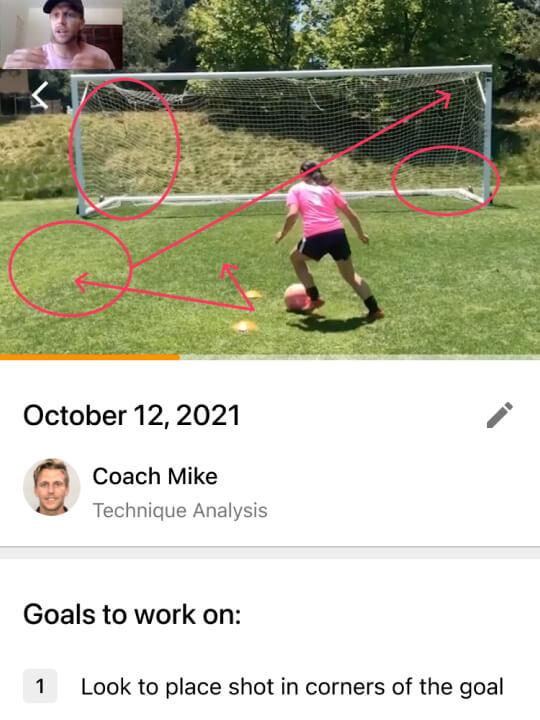 October 12, 2021
Coach Mike
Technique Analysis
Goals to work on:
1 Look to place shot in corners of the goal